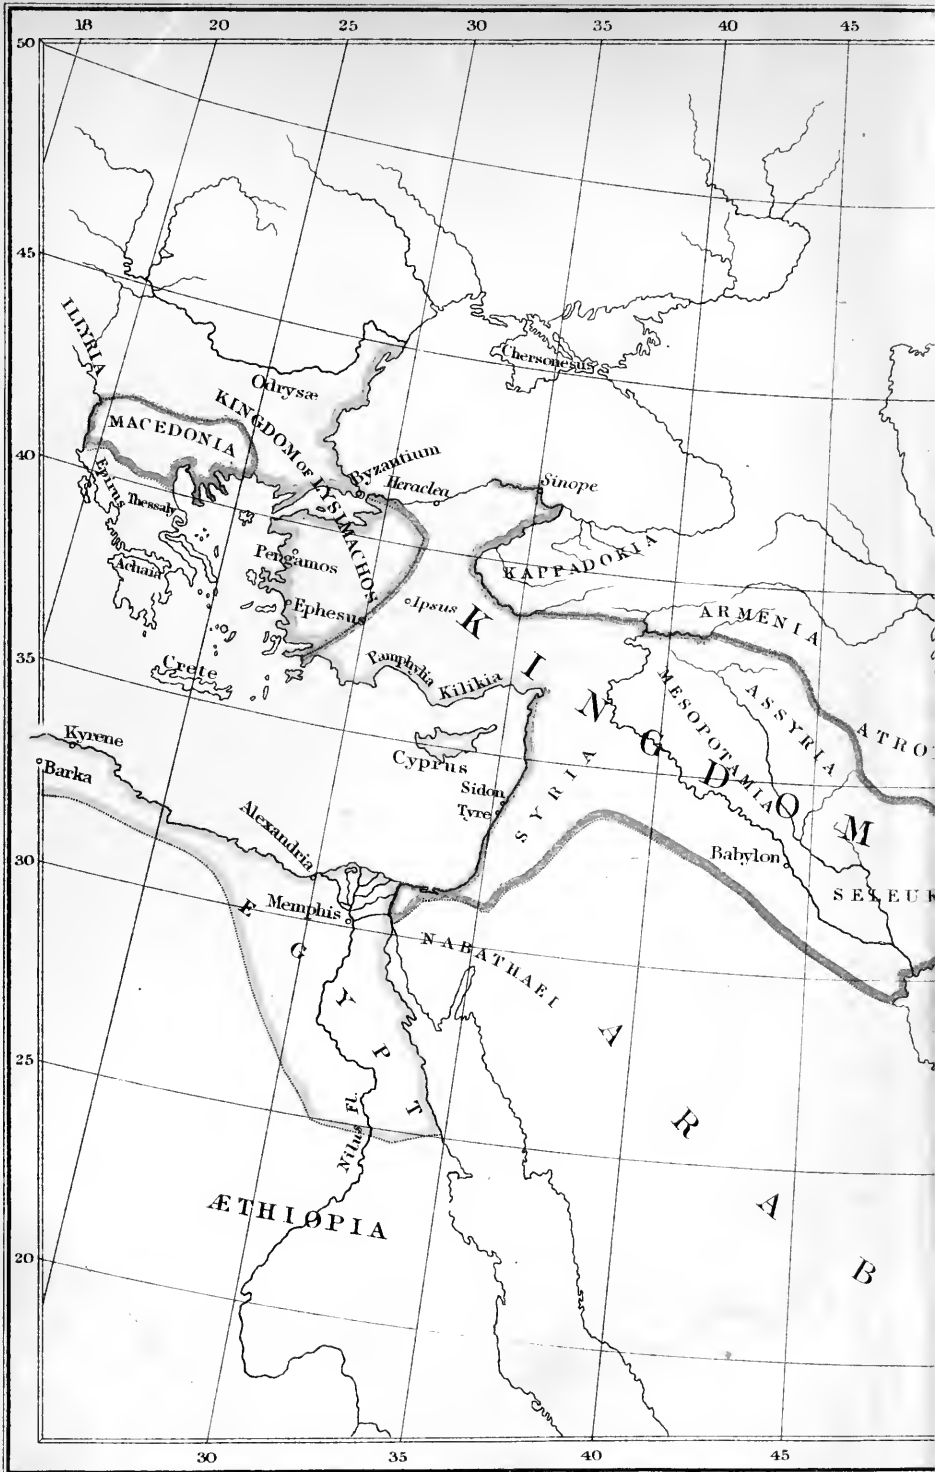 18 20 25 30 35 40 45
50
45
ILLYRIA
Chersonesus
Odrysæ
KINGDOM OF LYSIMACHOS
MACEDONIA
40
Byzantium
Heraclea
Sinope
Epirus
Thessaly
Pengamos
KAPPADOKIA
Achaia
Ephesus
Ipsus
ARMENIA
35
Crete
Pamphylia
Kilikia
MESOPOTAMIA
ASSYRIA
ATRO
KINGDOM
Kyrene
Barka
Cyprus
SYRIA
Sidon
Tyre
Alexandria
Babylon
30
Memphis
SELEUK
EGYPT
NABATHAEI
25
ARAB
Nilus Fl.
ÆTHIOPIA
20
30 35 40 45